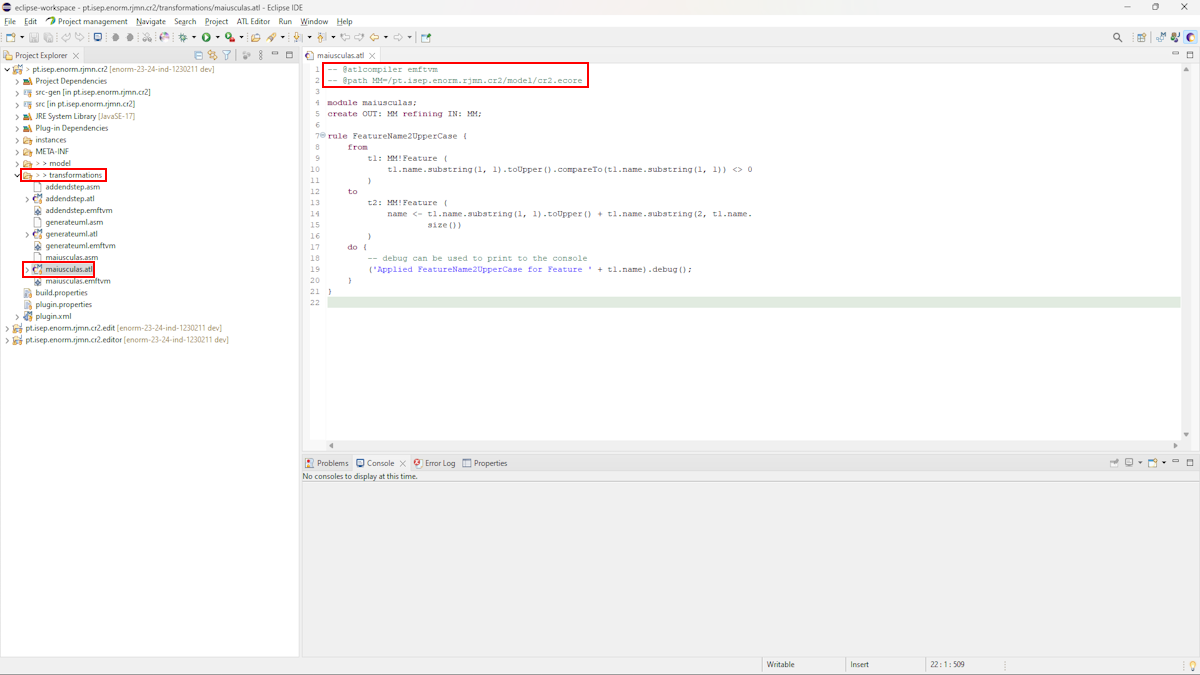 eclipse-workspace - pt.isep.enorm.rjmn.cr2/transformations/maiusculas.atl - Eclipse IDE
File Edit Project management Navigate Search Project ATL Editor Run Window Help
Project Explorer
> pt.isep.enorm.rjmn.cr2 [enorm-23-24-ind-1230211 dev]
Project Dependencies
src-gen [in pt.isep.enorm.rjmn.cr2]
src [in pt.isep.enorm.rjmn.cr2]
JRE System Library [JavaSE-17]
Plug-in Dependencies
instances
META-INF
> > model
> > transformations
addendstep.asm
addendstep.atl
addendstep.emftvm
generateuml.asm
generateuml.atl
generateuml.emftvm
maiusculas.asm
maiusculas.atl
maiusculas.emftvm
build.properties
plugin.properties
plugin.xml
pt.isep.enorm.rjmn.cr2.edit [enorm-23-24-ind-1230211 dev]
pt.isep.enorm.rjmn.cr2.editor [enorm-23-24-ind-1230211 dev]
maiusculas.atl
1 -- @atlcompiler emftvm
2 -- @path MM=/pt.isep.enorm.rjmn.cr2/model/cr2.ecore
3
4 module maiusculas;
5 create OUT: MM refining IN: MM;
6
7 rule FeatureName2UpperCase {
8 from
9 t1: MM!Feature (
10 t1.name.substring(1, 1).toUpper().compareTo(t1.name.substring(1, 1)) <> 0
11 )
12 to
13 t2: MM!Feature (
14 name <- t1.name.substring(1, 1).toUpper() + t1.name.substring(2, t1.name.
15 size())
16 )
17 do {
18 -- debug can be used to print to the console
19 ('Applied FeatureName2UpperCase for Feature ' + t1.name).debug();
20 }
21 }
22
Problems Console Error Log Properties
No consoles to display at this time.
Writable Insert 22 : 1 : 509